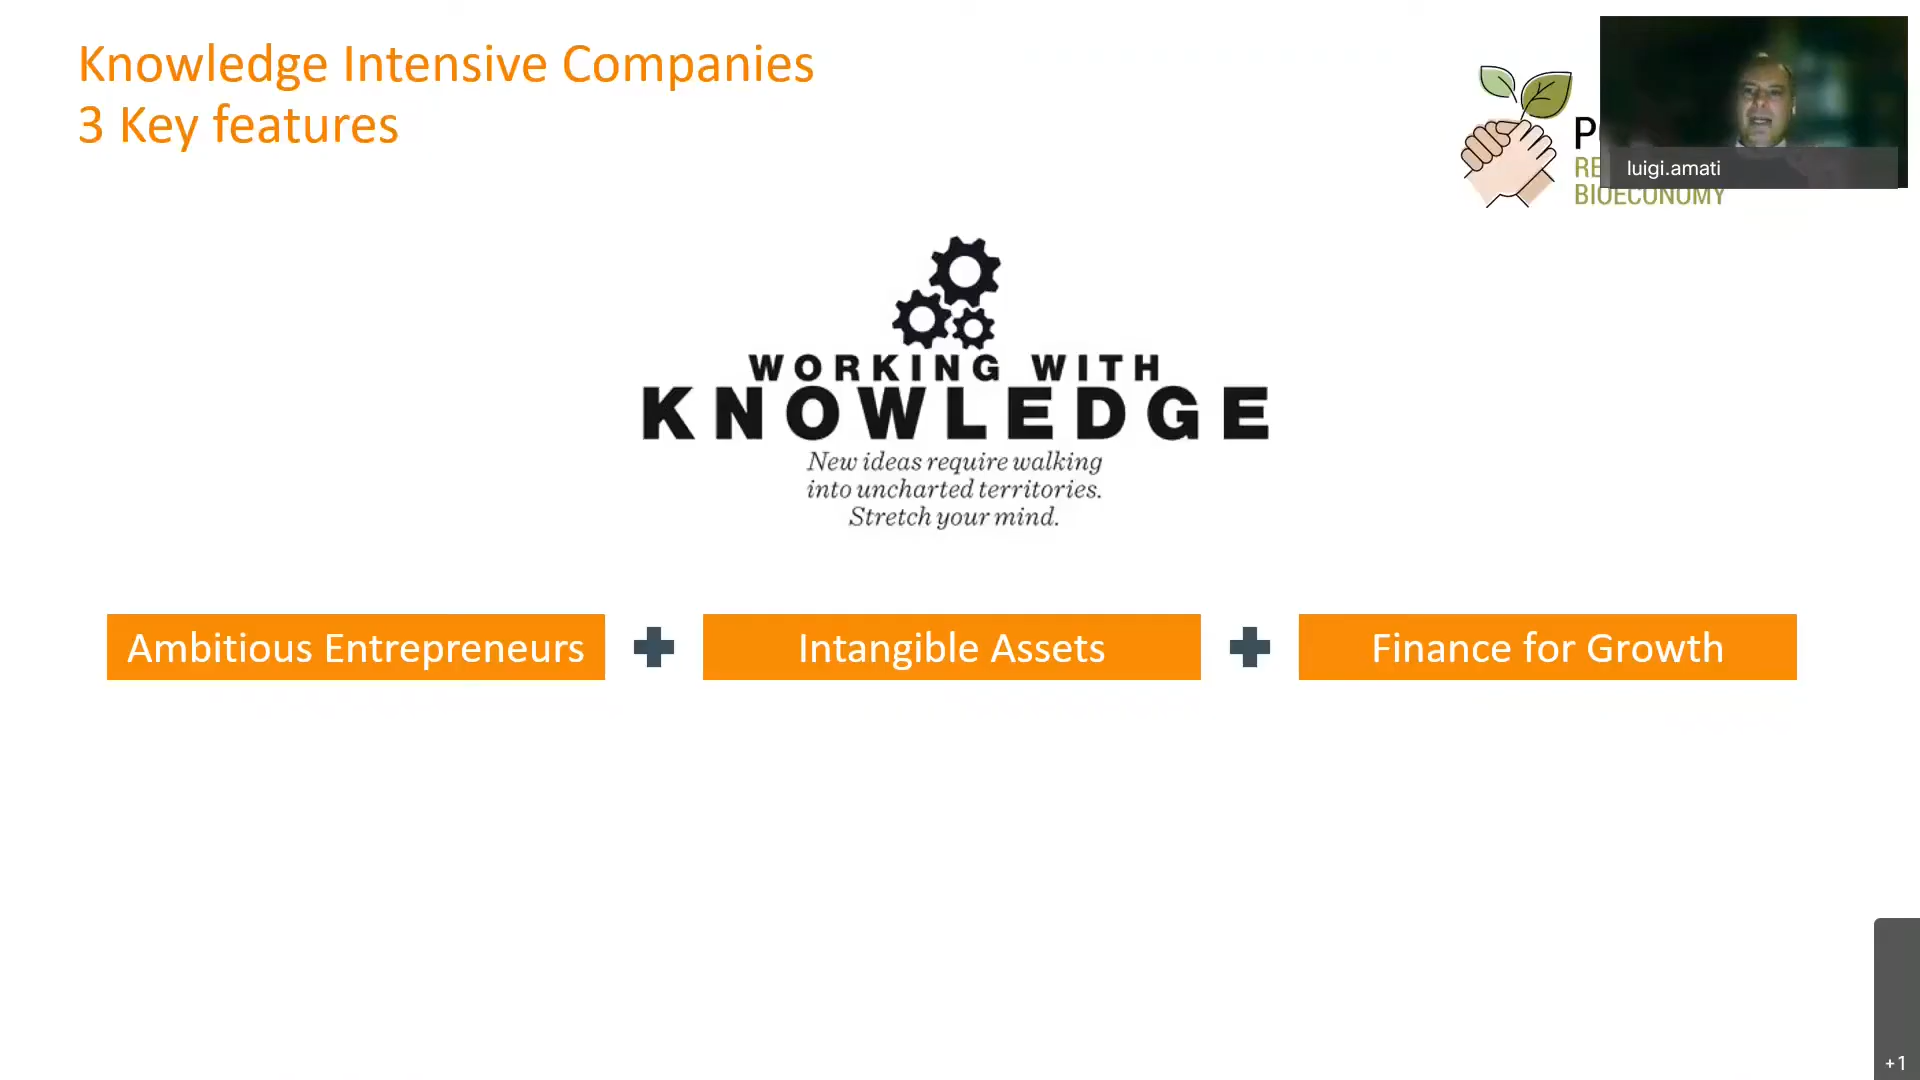 Knowledge Intensive Companies
3 Key features
luigi.amati
BIOECONOMY
WORKING WITH
KNOWLEDGE
New ideas require walking
into uncharted territories.
Stretch your mind.
Ambitious Entrepreneurs
Intangible Assets
Finance for Growth
+1